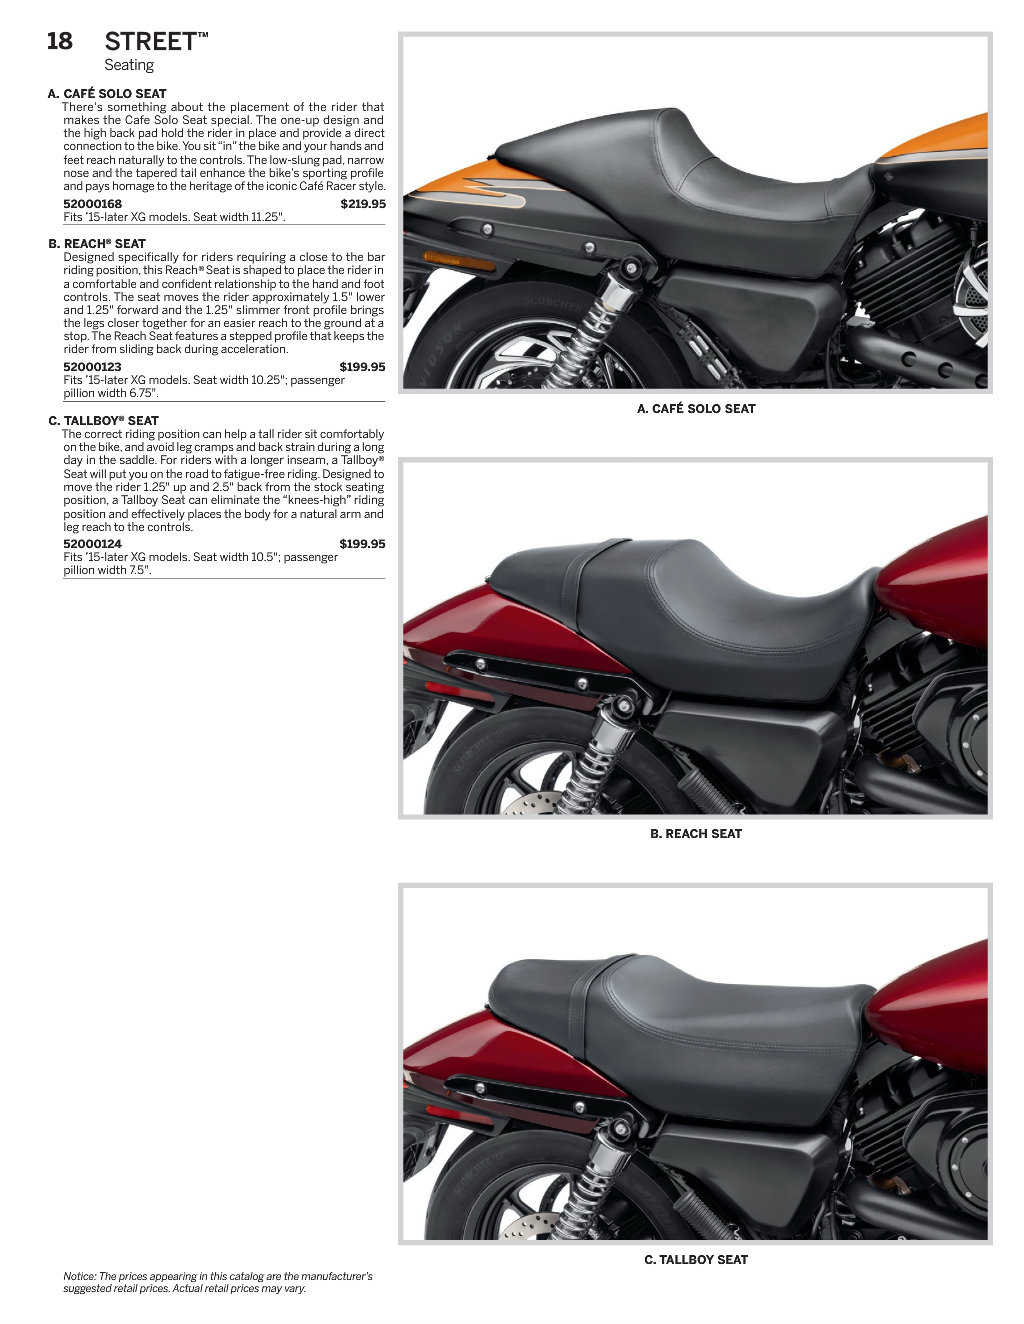 18 STREET™
Seating
A. CAFÉ SOLO SEAT
There's something about the placement of the rider that
makes the Cafe Solo Seat special. The one-up design and
the high back pad hold the rider in place and provide a direct
connection to the bike. You sit “in” the bike and your hands and
feet reach naturally to the controls. The low-slung pad, narrow
nose and the tapered tail enhance the bike's sporting profile
and pays homage to the heritage of the iconic Café Racer style.
52000168 $219.95
Fits ’15-later XG models. Seat width 11.25".
B. REACH® SEAT
Designed specifically for riders requiring a close to the bar
riding position, this Reach® Seat is shaped to place the rider in
a comfortable and confident relationship to the hand and foot
controls. The seat moves the rider approximately 1.5" lower
and 1.25" forward and the 1.25" slimmer front profile brings
the legs closer together for an easier reach to the ground at a
stop. The Reach Seat features a stepped profile that keeps the
rider from sliding back during acceleration.
52000123 $199.95
Fits ’15-later XG models. Seat width 10.25"; passenger
pillion width 6.75".
C. TALLBOY® SEAT
The correct riding position can help a tall rider sit comfortably
on the bike, and avoid leg cramps and back strain during a long
day in the saddle. For riders with a longer inseam, a Tallboy®
Seat will put you on the road to fatigue-free riding. Designed to
move the rider 1.25" up and 2.5" back from the stock seating
position, a Tallboy Seat can eliminate the “knees-high” riding
position and effectively places the body for a natural arm and
leg reach to the controls.
52000124 $199.95
Fits ’15-later XG models. Seat width 10.5"; passenger
pillion width 7.5".
SCORCHER
VIDSON
A. CAFÉ SOLO SEAT
SCORCHER
B. REACH SEAT
SCORCHER
C. TALLBOY SEAT
Notice: The prices appearing in this catalog are the manufacturer's
suggested retail prices. Actual retail prices may vary.